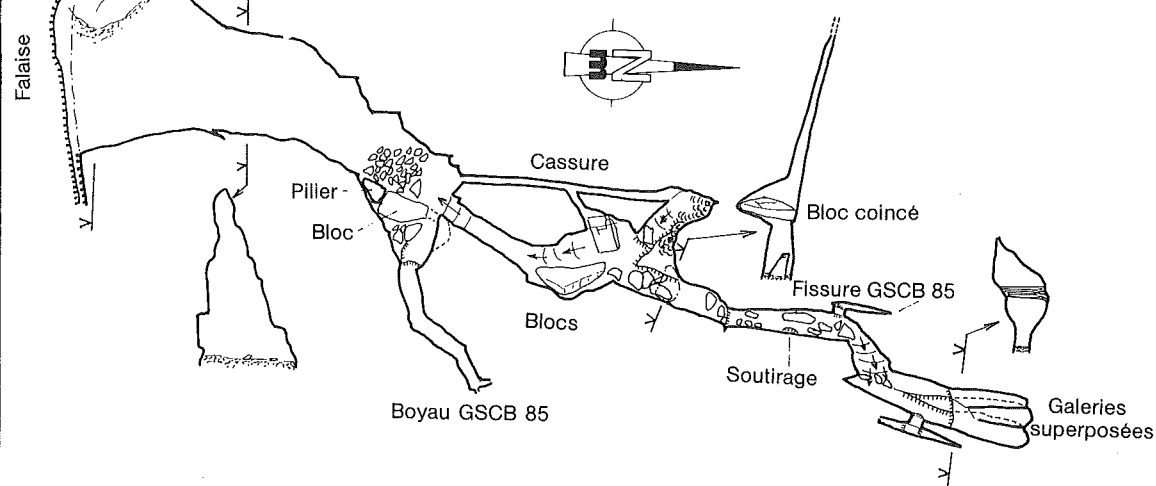 Falaise
Cassure
Pilier
Bloc
Bloc coincé
Fissure GSCB 85
Blocs
Soutirage
Boyau GSCB 85
Galeries
superposées